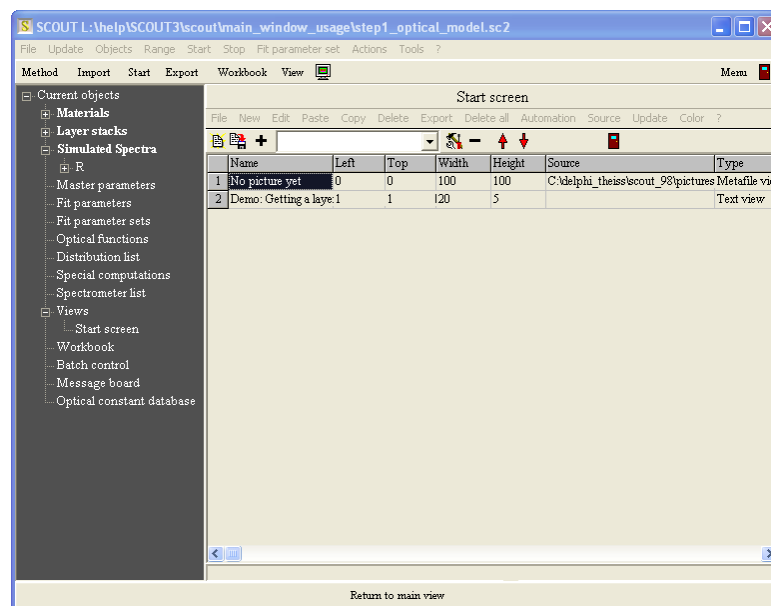 SCOUT L:\help\SCOUT3\scout\main_window_usage\step1_optical_model.sc2
File Update Objects Range Start Stop Fit parameter set Actions Tools ?
Method Import Start Export Workbook View Menu
Current objects
Materials
Layer stacks
Simulated Spectra
R
Master parameters
Fit parameters
Fit parameter sets
Optical functions
Distribution list
Special computations
Spectrometer list
Views
Start screen
Workbook
Batch control
Message board
Optical constant database
Start screen
File New Edit Paste Copy Delete Export Delete all Automation Source Update Color ?
Name Left Top Width Height Source Type
1 No picture yet 0 0 100 100 C:\delphi_theiss\scout_98\pictures Metafile vi
2 Demo: Getting a laye: 1 1 20 5 Text view
Return to main view